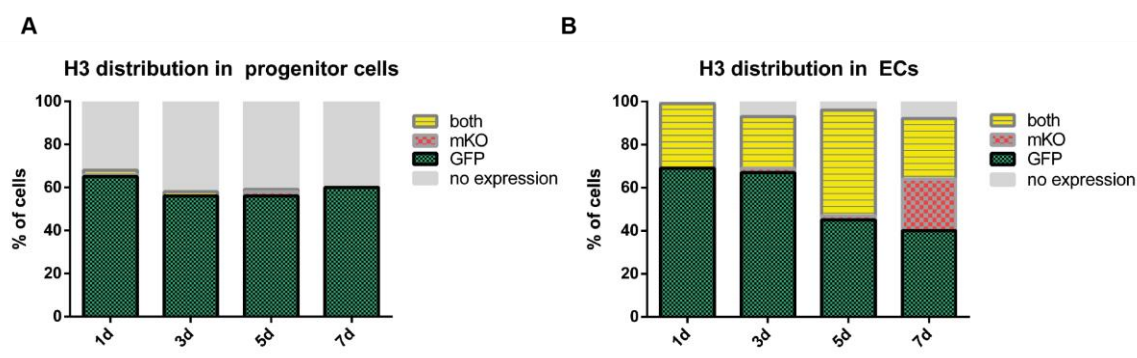 A
H3 distribution in progenitor cells
% of cells
100
80
60
40
20
0
1d
3d
5d
7d
both
mKO
GFP
no expression
B
H3 distribution in ECs
% of cells
100
80
60
40
20
0
1d
3d
5d
7d
both
mKO
GFP
no expression